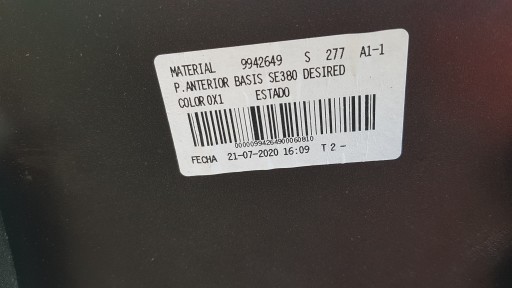 MATERIAL 9942649 S 277 A1-1
P.ANTERIOR BASIS SE380 DESIRED
COLOR 0X1 ESTADO
00000994264900060810
FECHA 21-07-2020 16:09 T 2 -